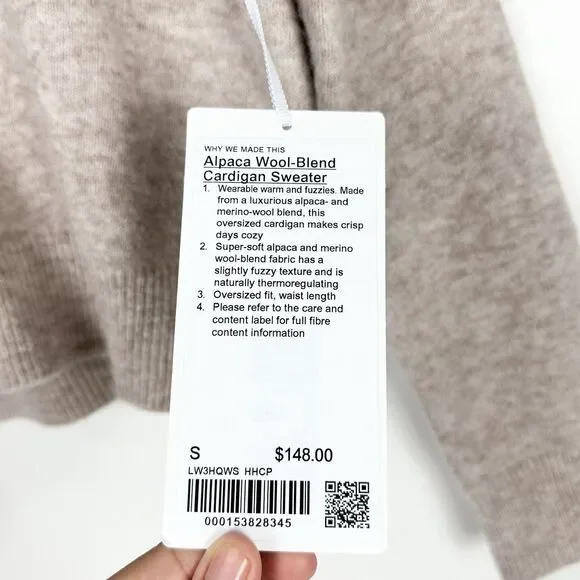 WHY WE MADE THIS
Alpaca Wool-Blend
Cardigan Sweater
1. Wearable warm and fuzzies. Made
from a luxurious alpaca- and
merino-wool blend, this
oversized cardigan makes crisp
days cozy
2. Super-soft alpaca and merino
wool-blend fabric has a
slightly fuzzy texture and is
naturally thermoregulating
3. Oversized fit, waist length
4. Please refer to the care and
content label for full fibre
content information
S $148.00
LW3HQWS HHCP
000153828345